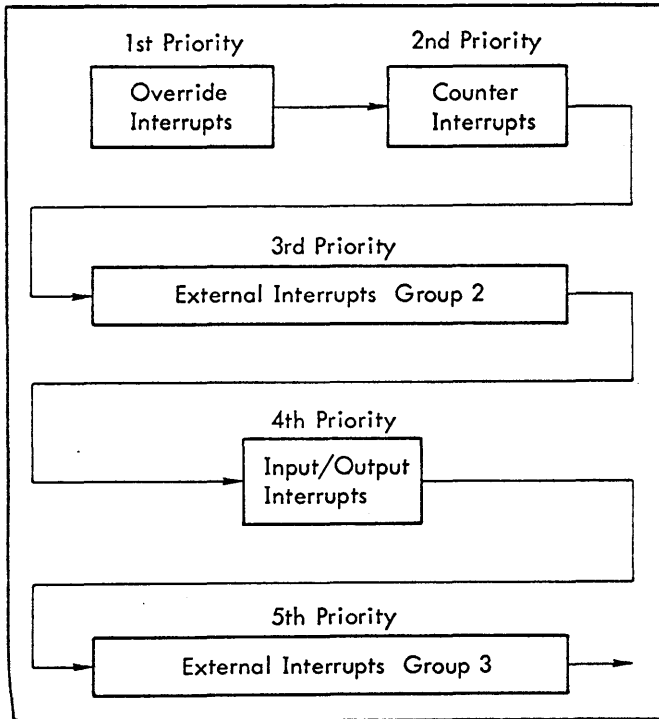 1st Priority
2nd Priority
Override
Interrupts
Counter
Interrupts
3rd Priority
External Interrupts Group 2
4th Priority
Input/Output
Interrupts
5th Priority
External Interrupts Group 3